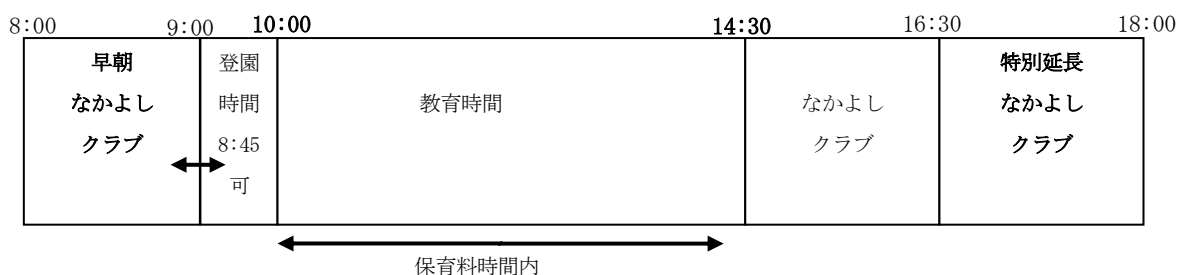 8:00
9:00
10:00
14:30
16:30
18:00
早朝
なかよし
クラブ
登園
時間
8:45
可
教育時間
なかよし
クラブ
特別延長
なかよし
クラブ
保育料時間内